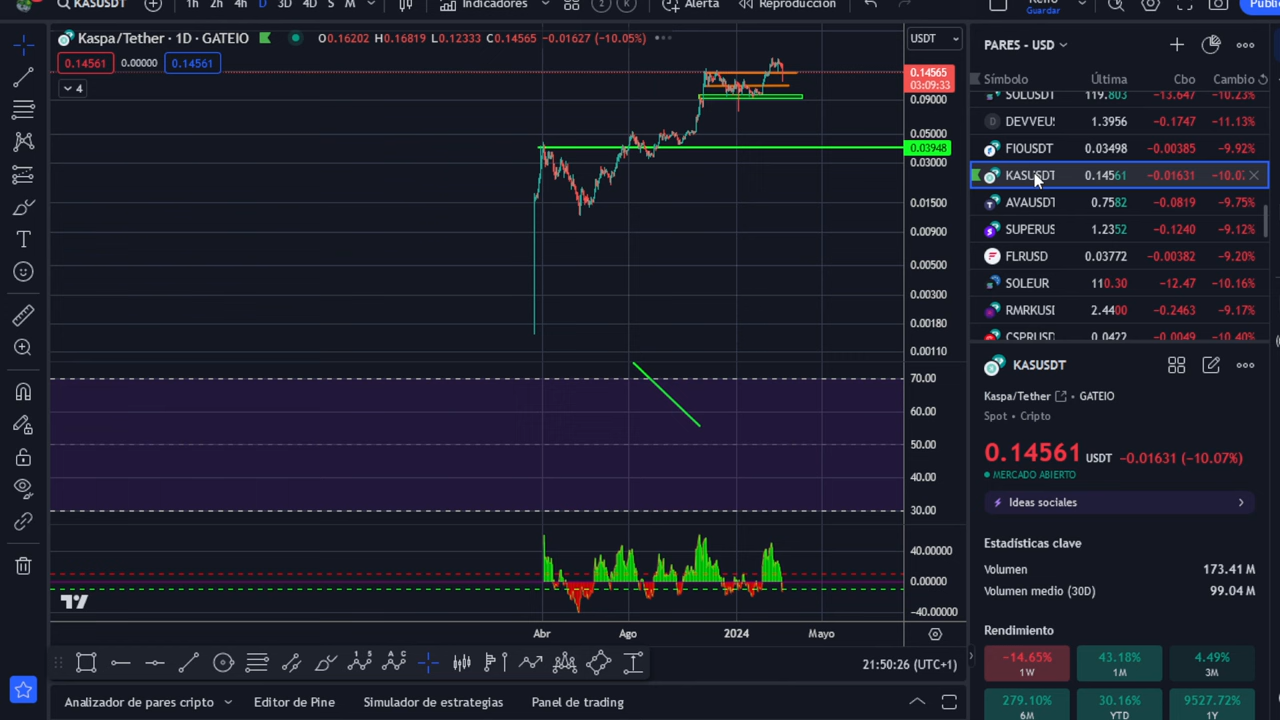 KASUSDT 1h 2h 4h D 3D 4D S M Indicadores Alerta Reproducción Guardar
Kaspa/Tether · 1D · GATEIO O0.16202 H0.16819 L0.12333 C0.14565 −0.01627 (−10.05%)
0.14561 0.00000 0.14561
4
USDT
0.14565
03:09:33
0.09000
0.05000
0.03948
0.03000
0.01500
0.00900
0.00500
0.00300
0.00180
0.00110
70.00
60.00
50.00
40.00
30.00
40.00000
0.00000
−40.00000
Abr Ago 2024 Mayo
21:50:26 (UTC+1)
Analizador de pares cripto Editor de Pine Simulador de estrategias Panel de trading
PARES - USD
Símbolo Última Cbo Cambio
SOLUSDT 119.803 −13.647 −10.23%
DEVVEUS 1.3956 −0.1747 −11.13%
FIOUSDT 0.03498 −0.00385 −9.92%
KASUSDT 0.14561 −0.01631 −10.07
AVAUSDT 0.7582 −0.0819 −9.75%
SUPERUS 1.2352 −0.1240 −9.12%
FLRUSD 0.03772 −0.00382 −9.20%
SOLEUR 110.30 −12.47 −10.16%
RMRKUSI 2.4400 −0.2463 −9.17%
CSPRUSD 0.0422 −0.0049 −10.40%
KASUSDT
Kaspa/Tether · GATEIO
Spot · Cripto
0.14561 USDT −0.01631 (−10.07%)
MERCADO ABIERTO
Ideas sociales
Estadísticas clave
Volumen 173.41 M
Volumen medio (30D) 99.04 M
Rendimiento
−14.65% 43.18% 4.49%
1W 1M 3M
279.10% 30.16% 9527.72%
6M YTD 1Y